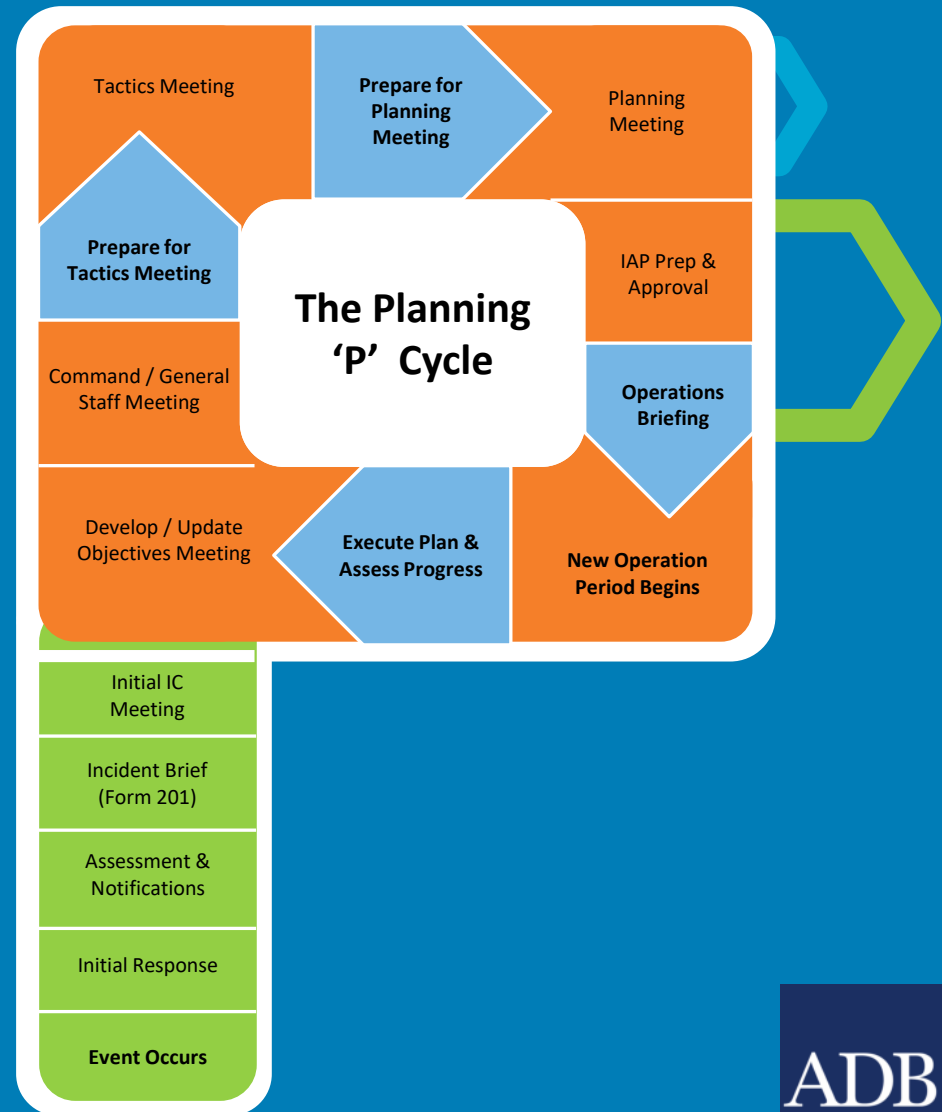 Tactics Meeting
Prepare for
Planning
Meeting
Planning
Meeting
Prepare for
Tactics Meeting
The Planning
‘P’ Cycle
IAP Prep &
Approval
Command / General
Staff Meeting
Operations
Briefing
Develop / Update
Objectives Meeting
Execute Plan &
Assess Progress
New Operation
Period Begins
Initial IC
Meeting
Incident Brief
(Form 201)
Assessment &
Notifications
Initial Response
Event Occurs
ADB